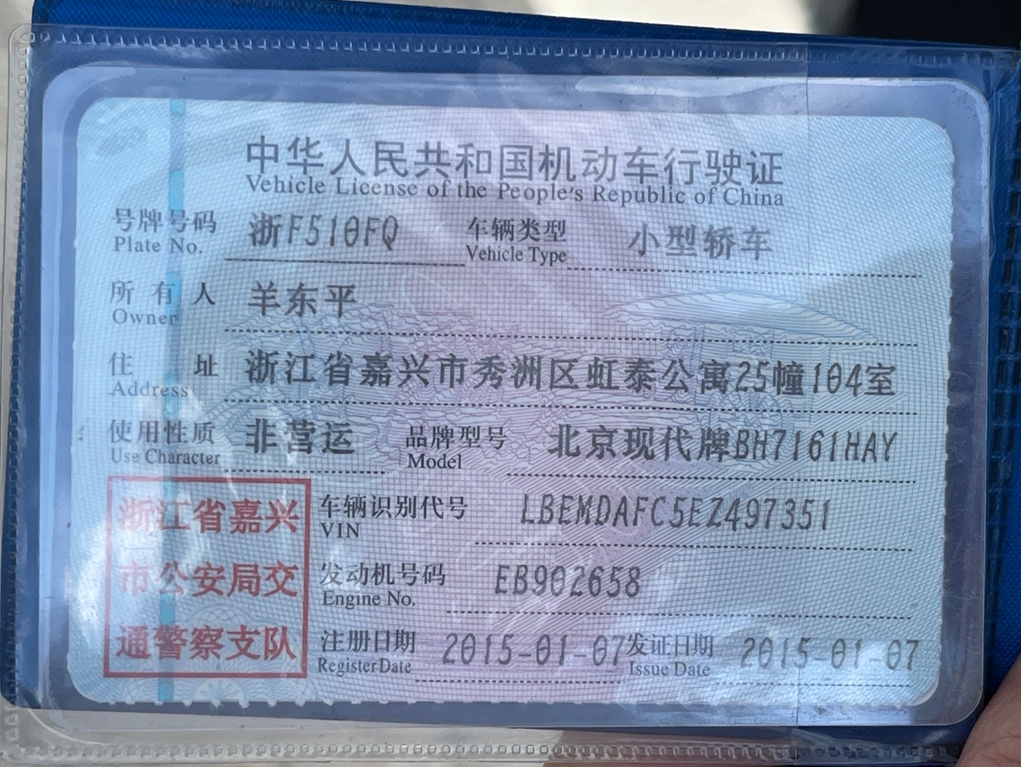 中华人民共和国机动车行驶证
Vehicle License of the People's Republic of China
号牌号码 浙F510FQ 车辆类型 小型轿车
Plate No. Vehicle Type
所有人 羊东平
Owner
住址 浙江省嘉兴市秀洲区虹泰公寓25幢104室
Address
使用性质 非营运 品牌型号 北京现代牌BH7161HAY
Use Character Model
浙江省嘉兴 车辆识别代号 LBEMDAFC5EZ497351
VIN
市公安局交 发动机号码 EB902658
Engine No.
通警察支队 注册日期 2015-01-07 发证日期 2015-01-07
Register Date Issue Date